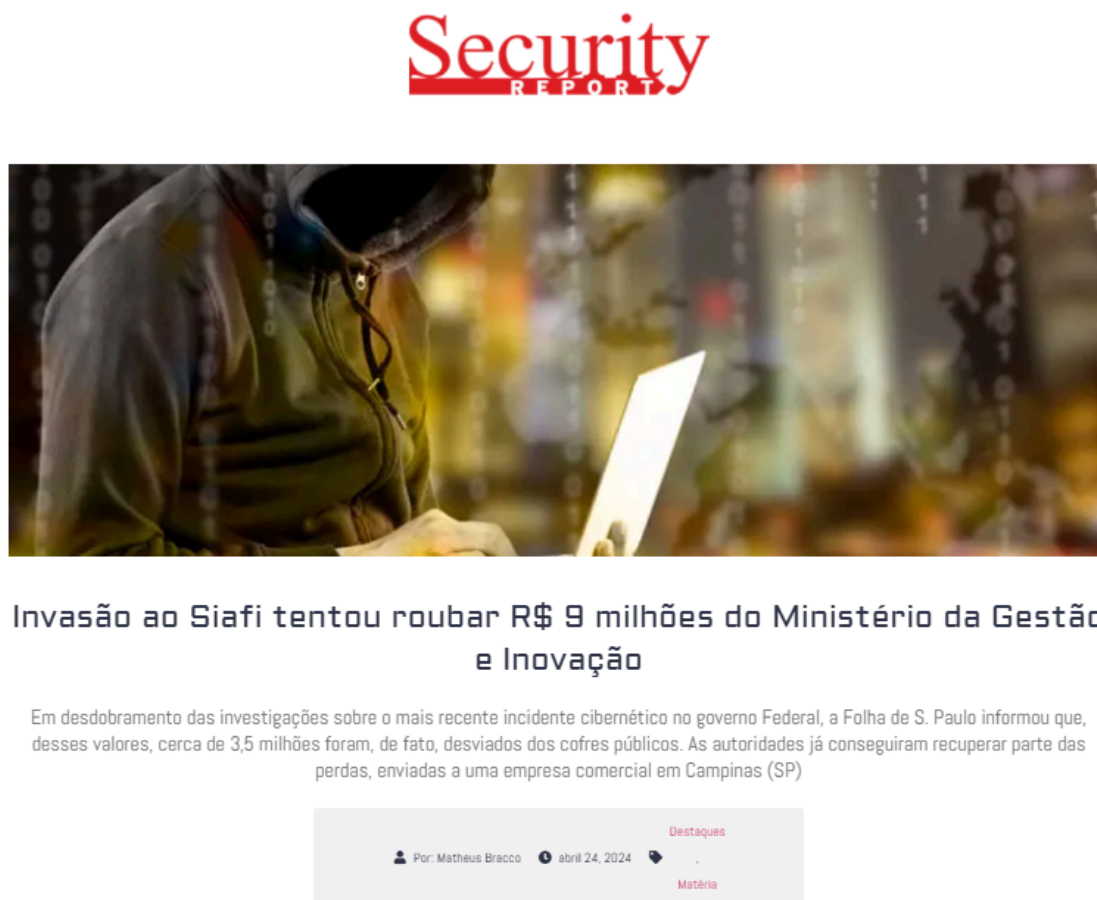 Security
REPORT
Invasão ao Siafi tentou roubar R$ 9 milhões do Ministério da Gestão
e Inovação
Em desdobramento das investigações sobre o mais recente incidente cibernético no governo Federal, a Folha de S. Paulo informou que,
desses valores, cerca de 3,5 milhões foram, de fato, desviados dos cofres públicos. As autoridades já conseguiram recuperar parte das
perdas, enviadas a uma empresa comercial em Campinas (SP)
Destaques
Por: Matheus Bracco abril 24, 2024 ,
Matéria